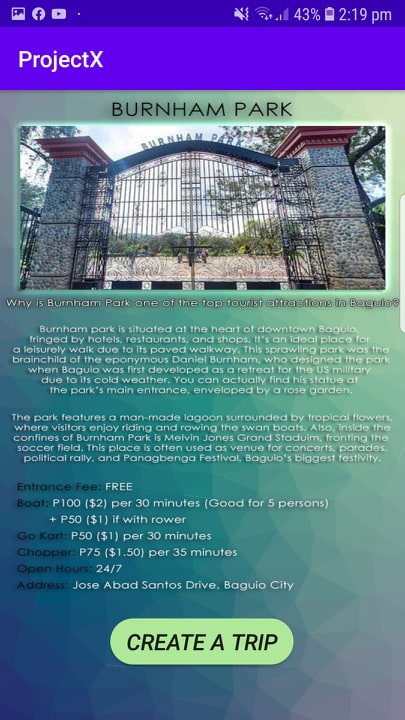 43% 2:19 pm
ProjectX
BURNHAM PARK
BURNHAM PARK
Why is Burnham Park one of the top tourist attractions in Baguio?
Burnham park is situated at the heart of downtown Baguio,
fringed by hotels, restaurants, and shops. It's an ideal place for
a leisurely walk due to its paved walkway. This sprawling park was the
brainchild of the eponymous Daniel Burnham, who designed the park
when Baguio was first developed as a retreat for the US military
due to its cold weather. You can actually find his statue at
the park's main entrance, enveloped by a rose garden.
The park features a man-made lagoon surrounded by tropical flowers,
where visitors enjoy riding and rowing the swan boats. Also, inside the
confines of Burnham Park is Melvin Jones Grand Staduim, fronting the
soccer field. This place is often used as venue for concerts, parades,
political rally, and Panagbenga Festival, Baguio's biggest festivity.
Entrance Fee: FREE
Boat: P100 ($2) per 30 minutes (Good for 5 persons)
+ P50 ($1) if with rower
Go Kart: P50 ($1) per 30 minutes
Chopper: P75 ($1.50) per 35 minutes
Open Hours: 24/7
Address: Jose Abad Santos Drive, Baguio City
CREATE A TRIP